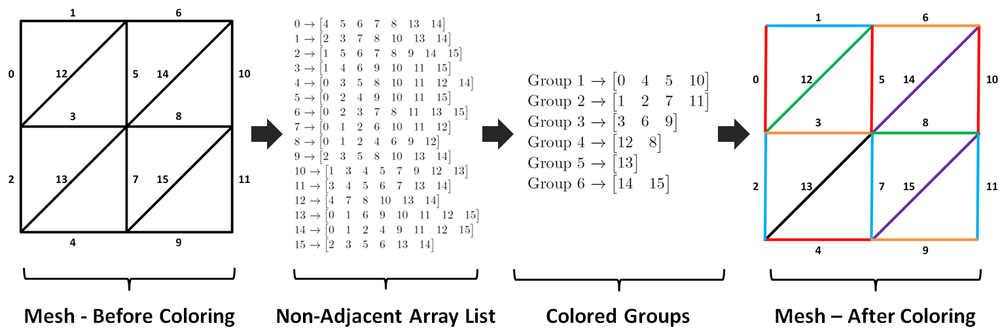 1 6
0 12 5 14 10
3 8
2 13 7 15 11
4 9
0 → [4 5 6 7 8 13 14]
1 → [2 3 7 8 10 13 14]
2 → [1 5 6 7 8 9 14 15]
3 → [1 4 6 9 10 11 15]
4 → [0 3 5 8 10 11 12 14]
5 → [0 2 4 9 10 11 15]
6 → [0 2 3 7 8 11 13 15]
7 → [0 1 2 6 10 11 12]
8 → [0 1 2 4 6 9 12]
9 → [2 3 5 8 10 13 14]
10 → [1 3 4 5 7 9 12 13]
11 → [3 4 5 6 7 13 14]
12 → [4 7 8 10 13 14]
13 → [0 1 6 9 10 11 12 15]
14 → [0 1 2 4 9 11 12 15]
15 → [2 3 5 6 13 14]
Group 1 → [0 4 5 10]
Group 2 → [1 2 7 11]
Group 3 → [3 6 9]
Group 4 → [12 8]
Group 5 → [13]
Group 6 → [14 15]
1 6
0 12 5 14 10
3 8
2 13 7 15 11
4 9
Mesh - Before Coloring
Non-Adjacent Array List
Colored Groups
Mesh – After Coloring